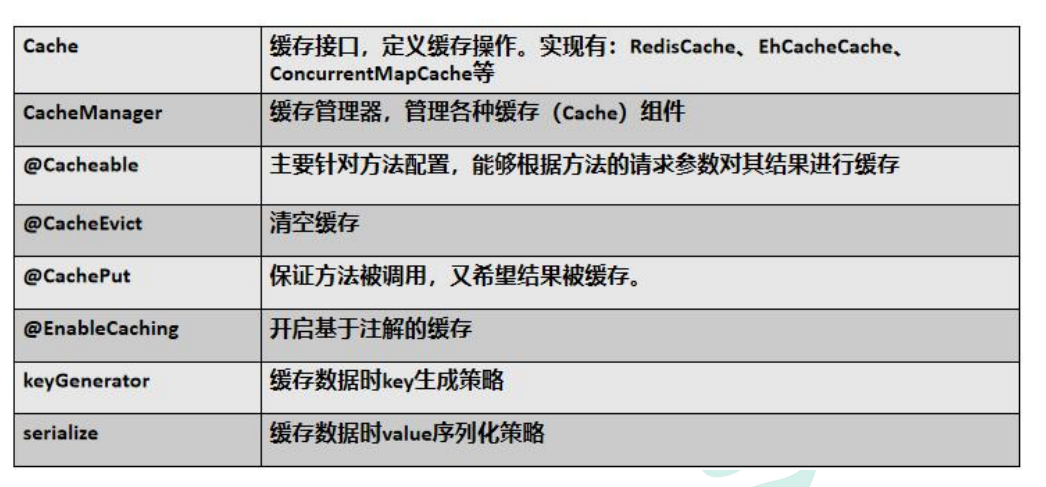 Cache
缓存接口，定义缓存操作。实现有：RedisCache、EhCacheCache、
ConcurrentMapCache等
CacheManager
缓存管理器，管理各种缓存（Cache）组件
@Cacheable
主要针对方法配置，能够根据方法的请求参数对其结果进行缓存
@CacheEvict
清空缓存
@CachePut
保证方法被调用，又希望结果被缓存。
@EnableCaching
开启基于注解的缓存
keyGenerator
缓存数据时key生成策略
serialize
缓存数据时value序列化策略